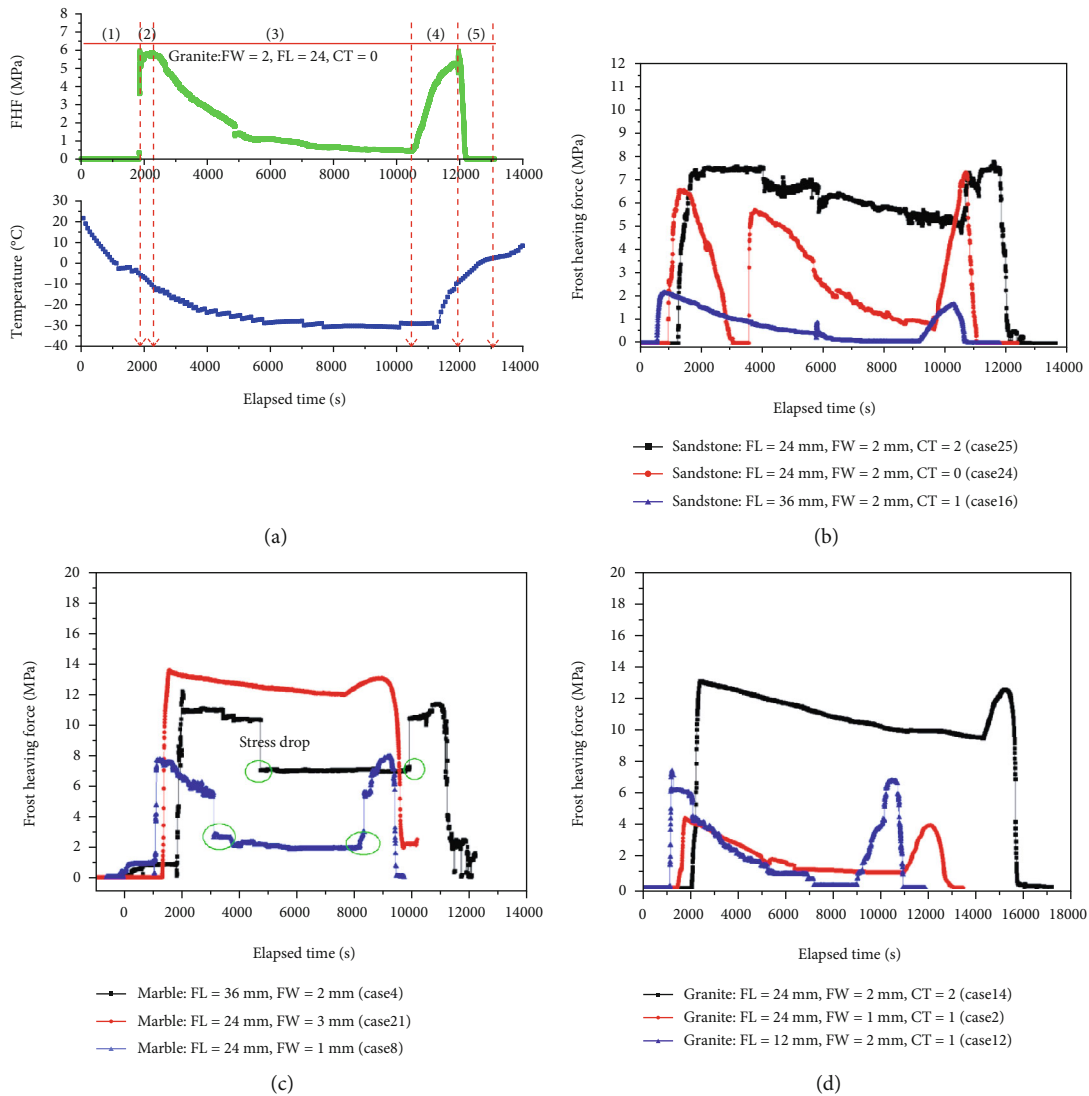 (1) (2) (3) (4) (5)
Granite:FW = 2, FL = 24, CT = 0
FHF (MPa)
8
7
6
5
4
3
2
1
0
0 2000 4000 6000 8000 10000 12000 14000
Temperature (°C)
30
20
10
0
−10
−20
−30
−40
0 2000 4000 6000 8000 10000 12000 14000
Elapsed time (s)
(a)
Frost heaving force (MPa)
12
11
10
9
8
7
6
5
4
3
2
1
0
0 2000 4000 6000 8000 10000 12000 14000
Elapsed time (s)
Sandstone: FL = 24 mm, FW = 2 mm, CT = 2 (case25)
Sandstone: FL = 24 mm, FW = 2 mm, CT = 0 (case24)
Sandstone: FL = 36 mm, FW = 2 mm, CT = 1 (case16)
(b)
Frost heaving force (MPa)
20
18
16
14
12
10
8
6
4
2
0
Stress drop
0 2000 4000 6000 8000 10000 12000 14000
Elapsed time (s)
Marble: FL = 36 mm, FW = 2 mm (case4)
Marble: FL = 24 mm, FW = 3 mm (case21)
Marble: FL = 24 mm, FW = 1 mm (case8)
(c)
Frost heaving force (MPa)
20
18
16
14
12
10
8
6
4
2
0
0 2000 4000 6000 8000 10000 12000 14000 16000 18000
Elapsed time (s)
Granite: FL = 24 mm, FW = 2 mm, CT = 2 (case14)
Granite: FL = 24 mm, FW = 1 mm, CT = 1 (case2)
Granite: FL = 12 mm, FW = 2 mm, CT = 1 (case12)
(d)